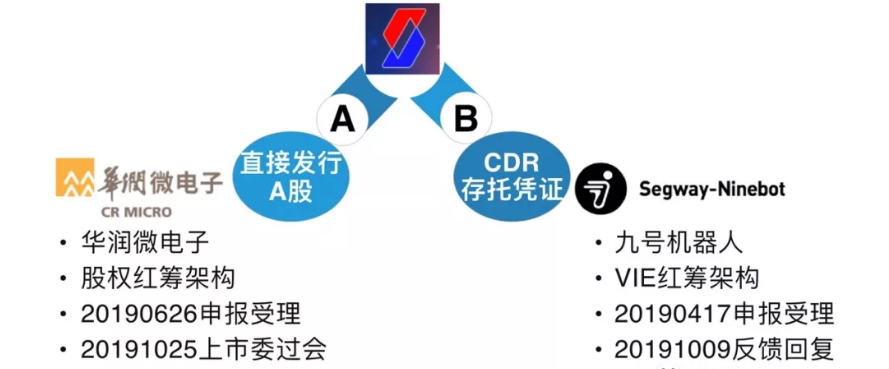 A
B
直接发行
A股
CDR
存托凭证
華潤微电子
CR MICRO
Segway-Ninebot
• 华润微电子
• 股权红筹架构
• 20190626申报受理
• 20191025上市委过会
• 九号机器人
• VIE红筹架构
• 20190417申报受理
• 20191009反馈回复